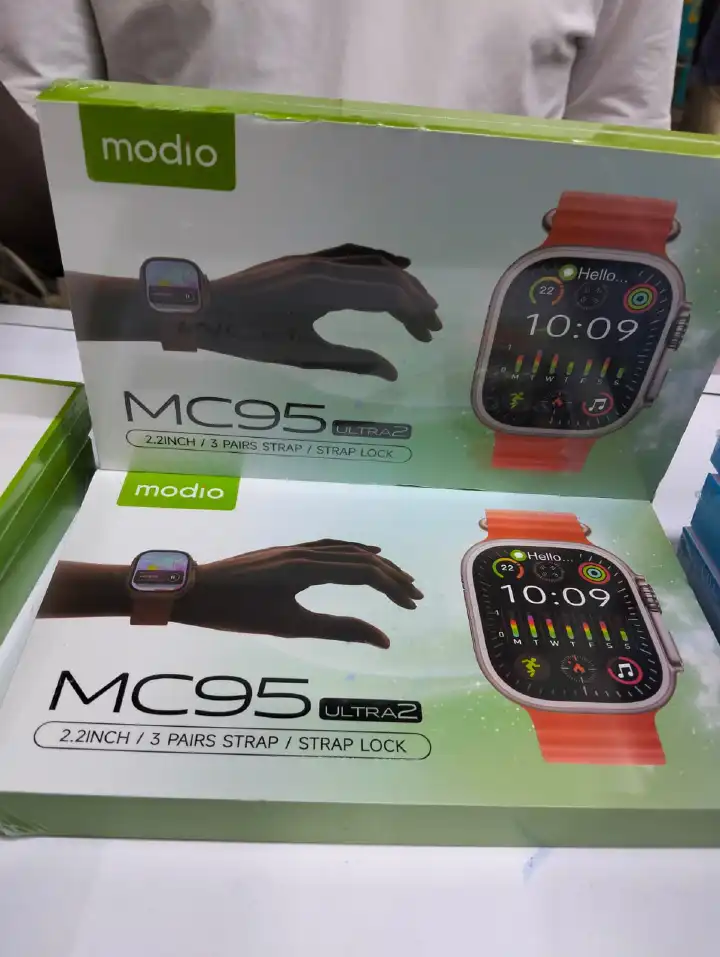 modio
Hello...
22
10:09
M T W T F S S
MC95 ULTRA2
2.2INCH / 3 PAIRS STRAP / STRAP LOCK
modio
Hello...
22
10:09
M T W T F S S
MC95 ULTRA2
2.2INCH / 3 PAIRS STRAP / STRAP LOCK